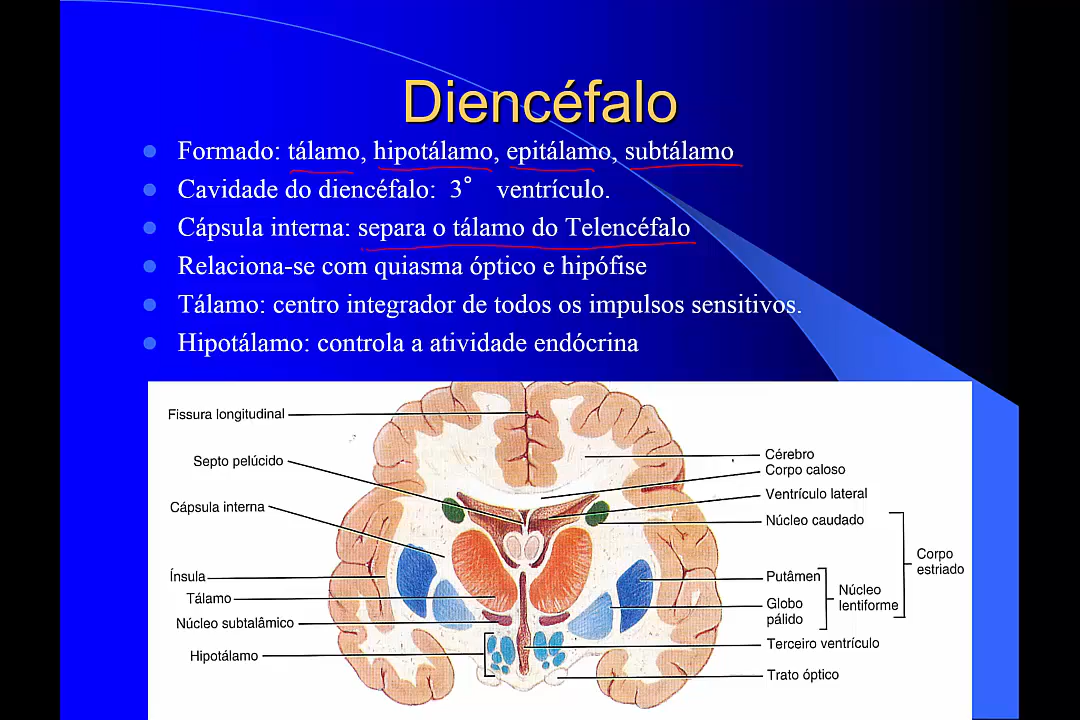 Diencéfalo
Formado: tálamo, hipotálamo, epitálamo, subtálamo
Cavidade do diencéfalo: 3° ventrículo.
Cápsula interna: separa o tálamo do Telencéfalo
Relaciona-se com quiasma óptico e hipófise
Tálamo: centro integrador de todos os impulsos sensitivos.
Hipotálamo: controla a atividade endócrina
Fissura longitudinal
Septo pelúcido
Cápsula interna
Ínsula
Tálamo
Núcleo subtalâmico
Hipotálamo
Cérebro
Corpo caloso
Ventrículo lateral
Núcleo caudado
Putâmen
Globo
pálido
Núcleo
lentiforme
Corpo
estriado
Terceiro ventrículo
Trato óptico